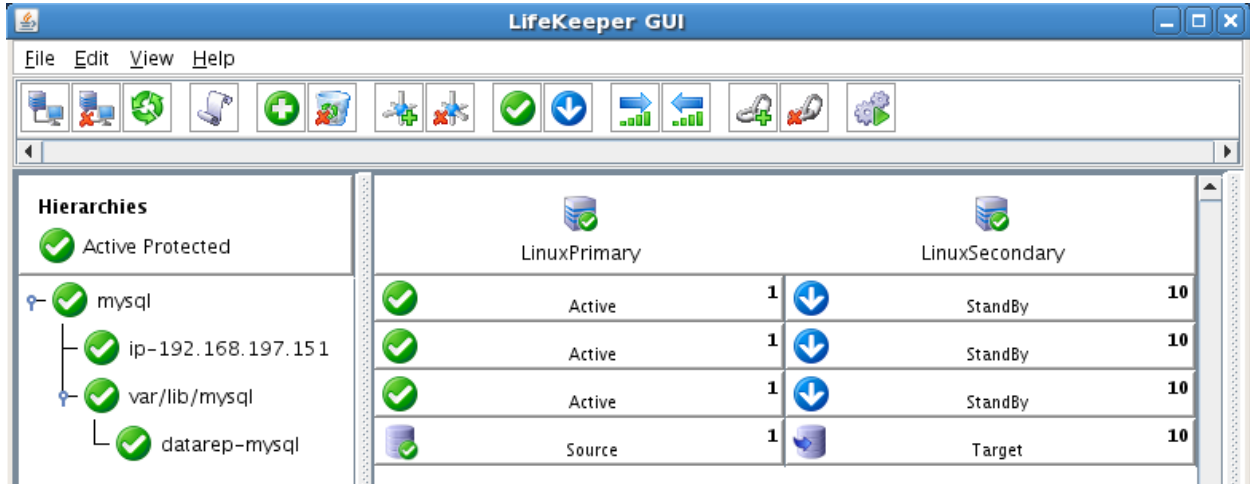 LifeKeeper GUI
File Edit View Help
Hierarchies
Active Protected
LinuxPrimary LinuxSecondary
mysql Active 1 StandBy 10
ip-192.168.197.151 Active 1 StandBy 10
var/lib/mysql Active 1 StandBy 10
datarep-mysql Source 1 Target 10